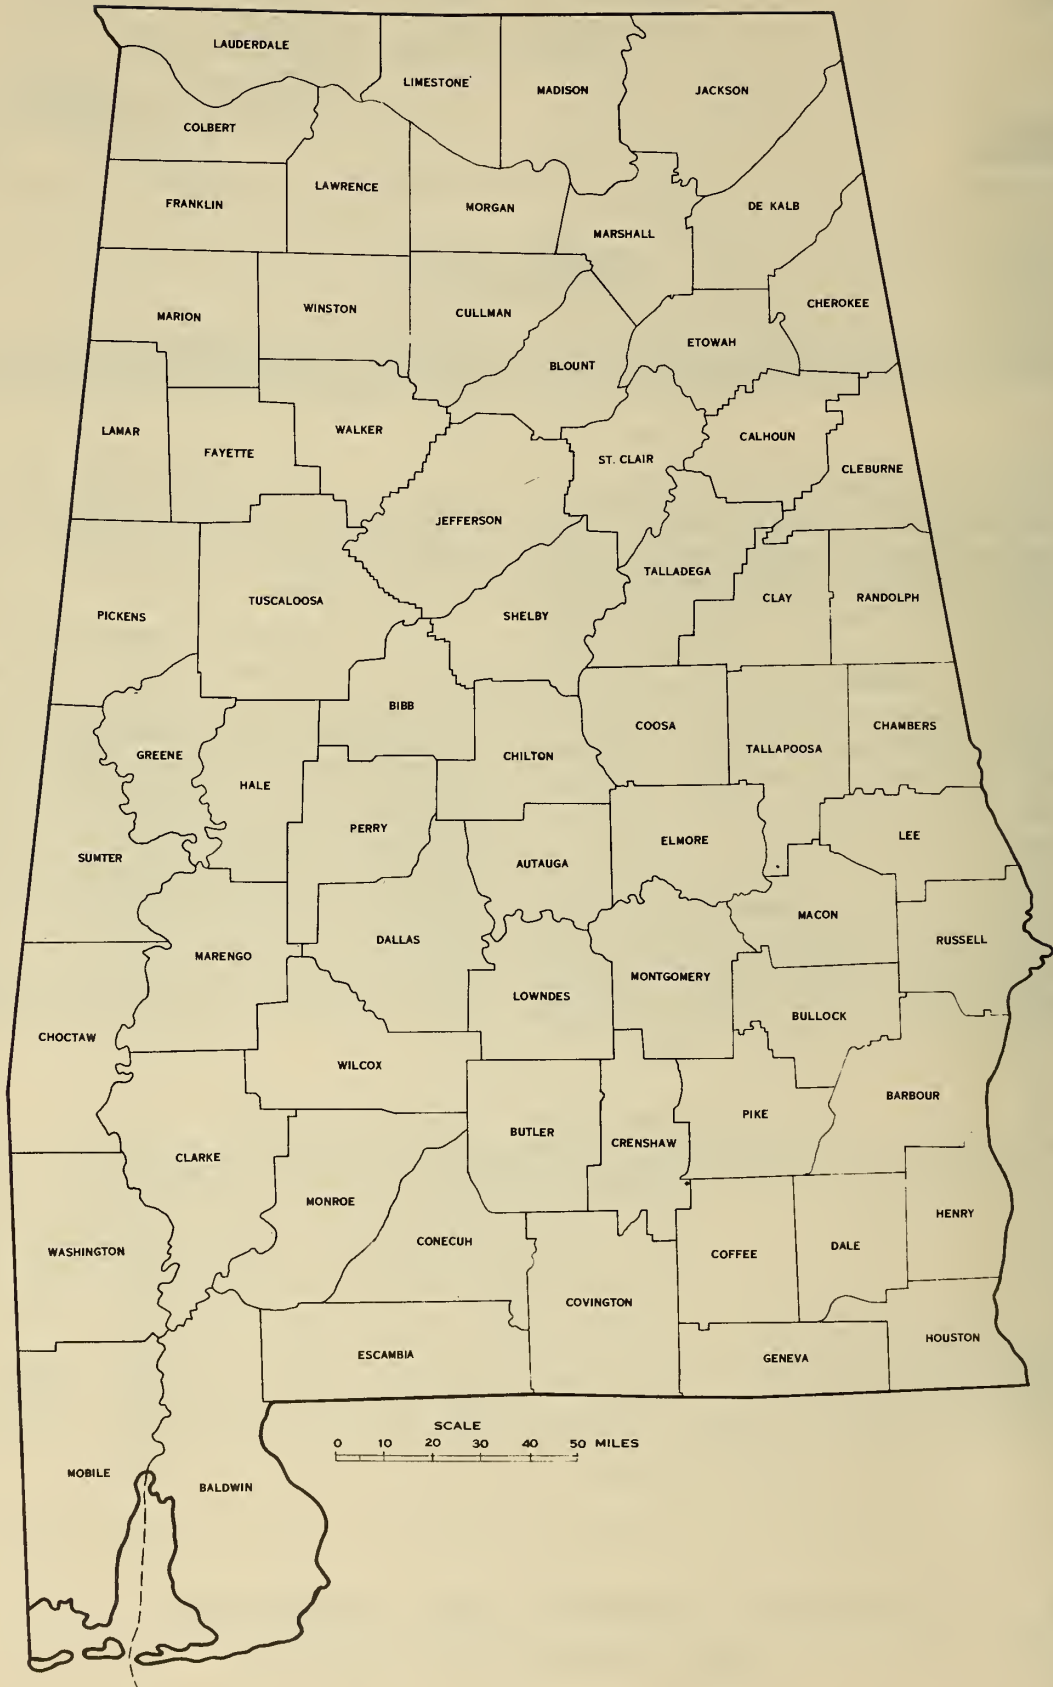 LAUDERDALE
LIMESTONE
MADISON
JACKSON
COLBERT
LAWRENCE
FRANKLIN
MORGAN
DE KALB
MARSHALL
CHEROKEE
MARION
WINSTON
CULLMAN
ETOWAH
BLOUNT
LAMAR
WALKER
CALHOUN
FAYETTE
ST. CLAIR
CLEBURNE
JEFFERSON
TALLADEGA
PICKENS
TUSCALOOSA
SHELBY
CLAY
RANDOLPH
BIBB
COOSA
CHAMBERS
TALLAPOOSA
GREENE
HALE
CHILTON
PERRY
ELMORE
LEE
SUMTER
AUTAUGA
MACON
DALLAS
RUSSELL
MARENGO
MONTGOMERY
LOWNDES
BULLOCK
CHOCTAW
WILCOX
BARBOUR
PIKE
BUTLER
CRENSHAW
CLARKE
MONROE
HENRY
WASHINGTON
CONECUH
COFFEE
DALE
COVINGTON
HOUSTON
ESCAMBIA
GENEVA
SCALE
0 10 20 30 40 50 MILES
MOBILE
BALDWIN